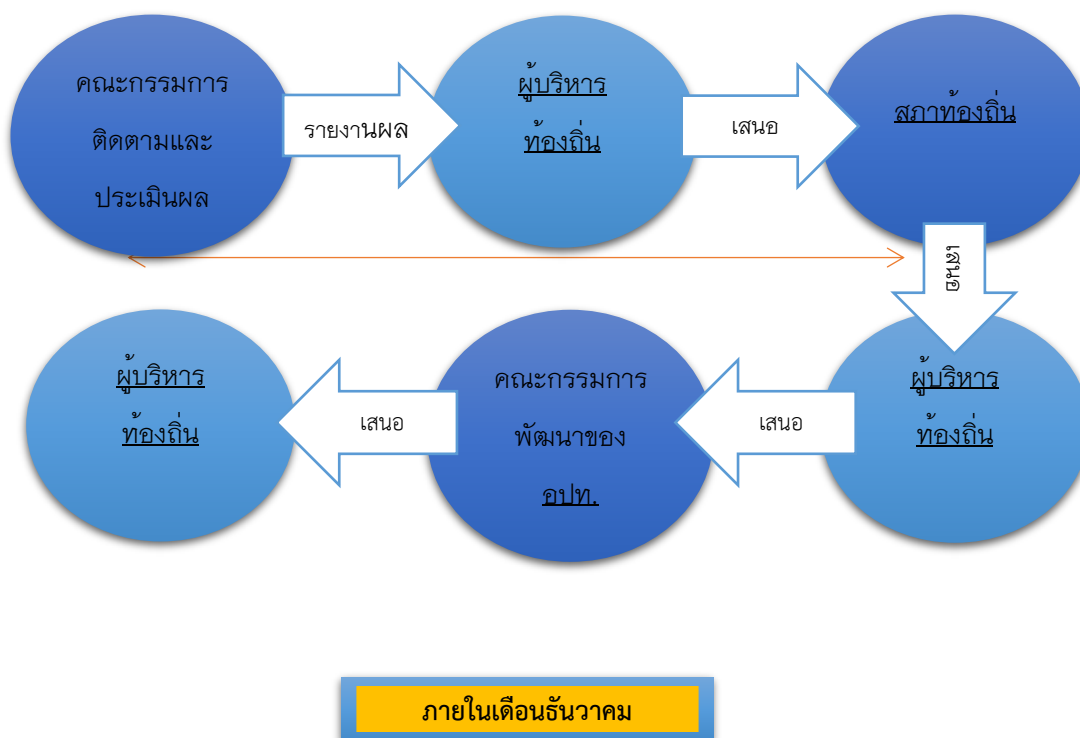 คณะกรรมการ
ติดตามและ
ประเมินผล
รายงานผล
ผู้บริหาร
ท้องถิ่น
เสนอ
สภาท้องถิ่น
เสนอ
ผู้บริหาร
ท้องถิ่น
เสนอ
คณะกรรมการ
พัฒนาของ
อปท.
เสนอ
ผู้บริหาร
ท้องถิ่น
ภายในเดือนธันวาคม